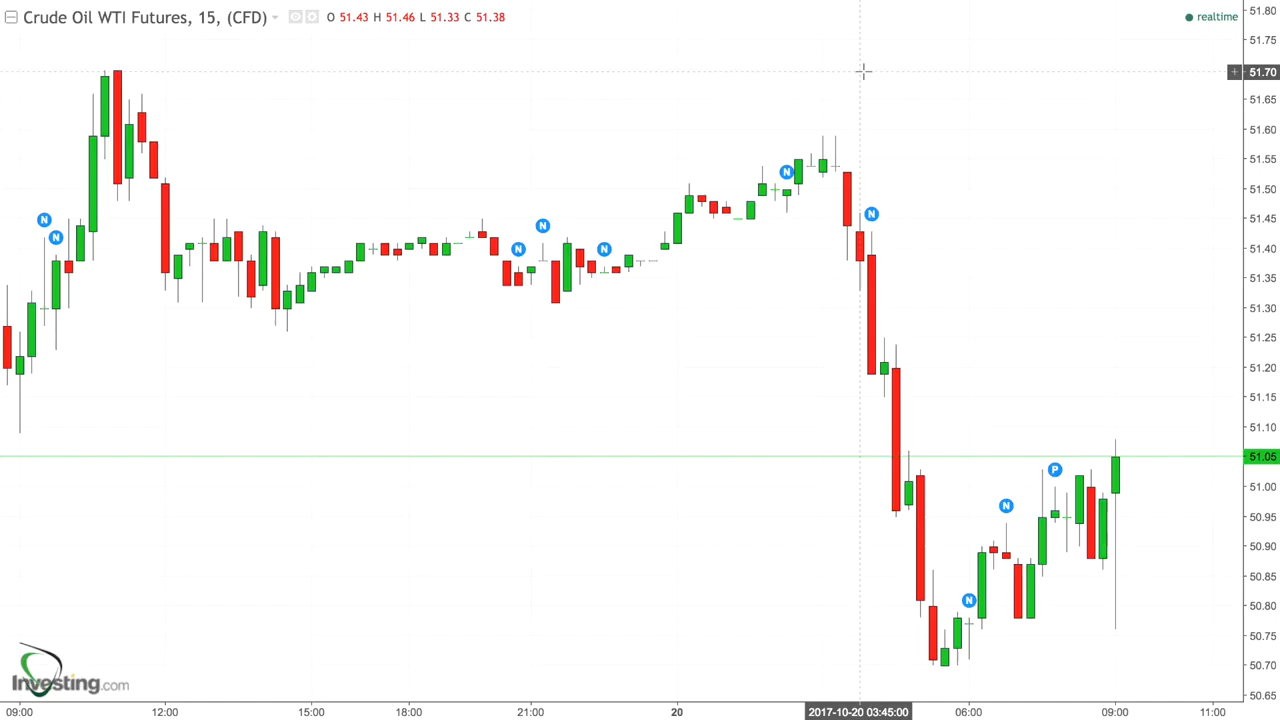 Crude Oil WTI Futures, 15, (CFD) O 51.43 H 51.46 L 51.33 C 51.38
realtime
51.80
51.75
51.70
51.65
51.60
51.55
51.50
51.45
51.40
51.35
51.30
51.25
51.20
51.15
51.10
51.05
51.00
50.95
50.90
50.85
50.80
50.75
50.70
50.65
N
N
N
N
N
N
N
P
N
N
Investing.com
09:00 12:00 15:00 18:00 21:00 20 2017-10-20 03:45:00 06:00 09:00 11:00